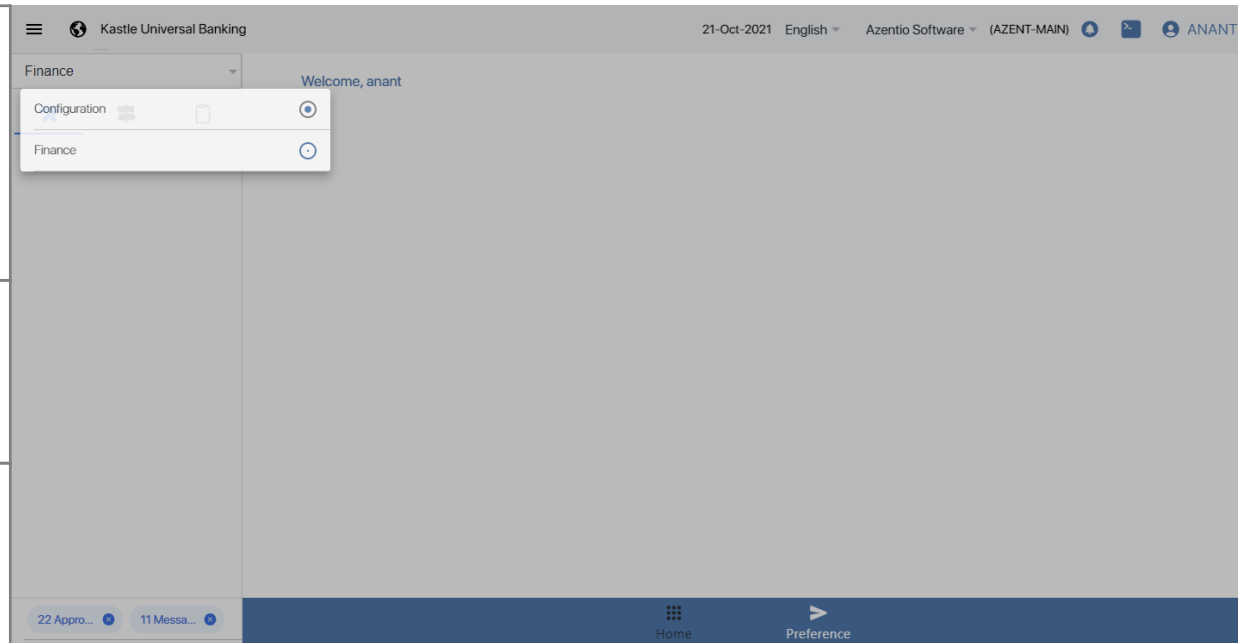 Kastle Universal Banking 21-Oct-2021 English Azentio Software (AZENT-MAIN) ANANT
Finance
Welcome, anant
Configuration
Finance
22 Appro... 11 Messa...
Home Preference